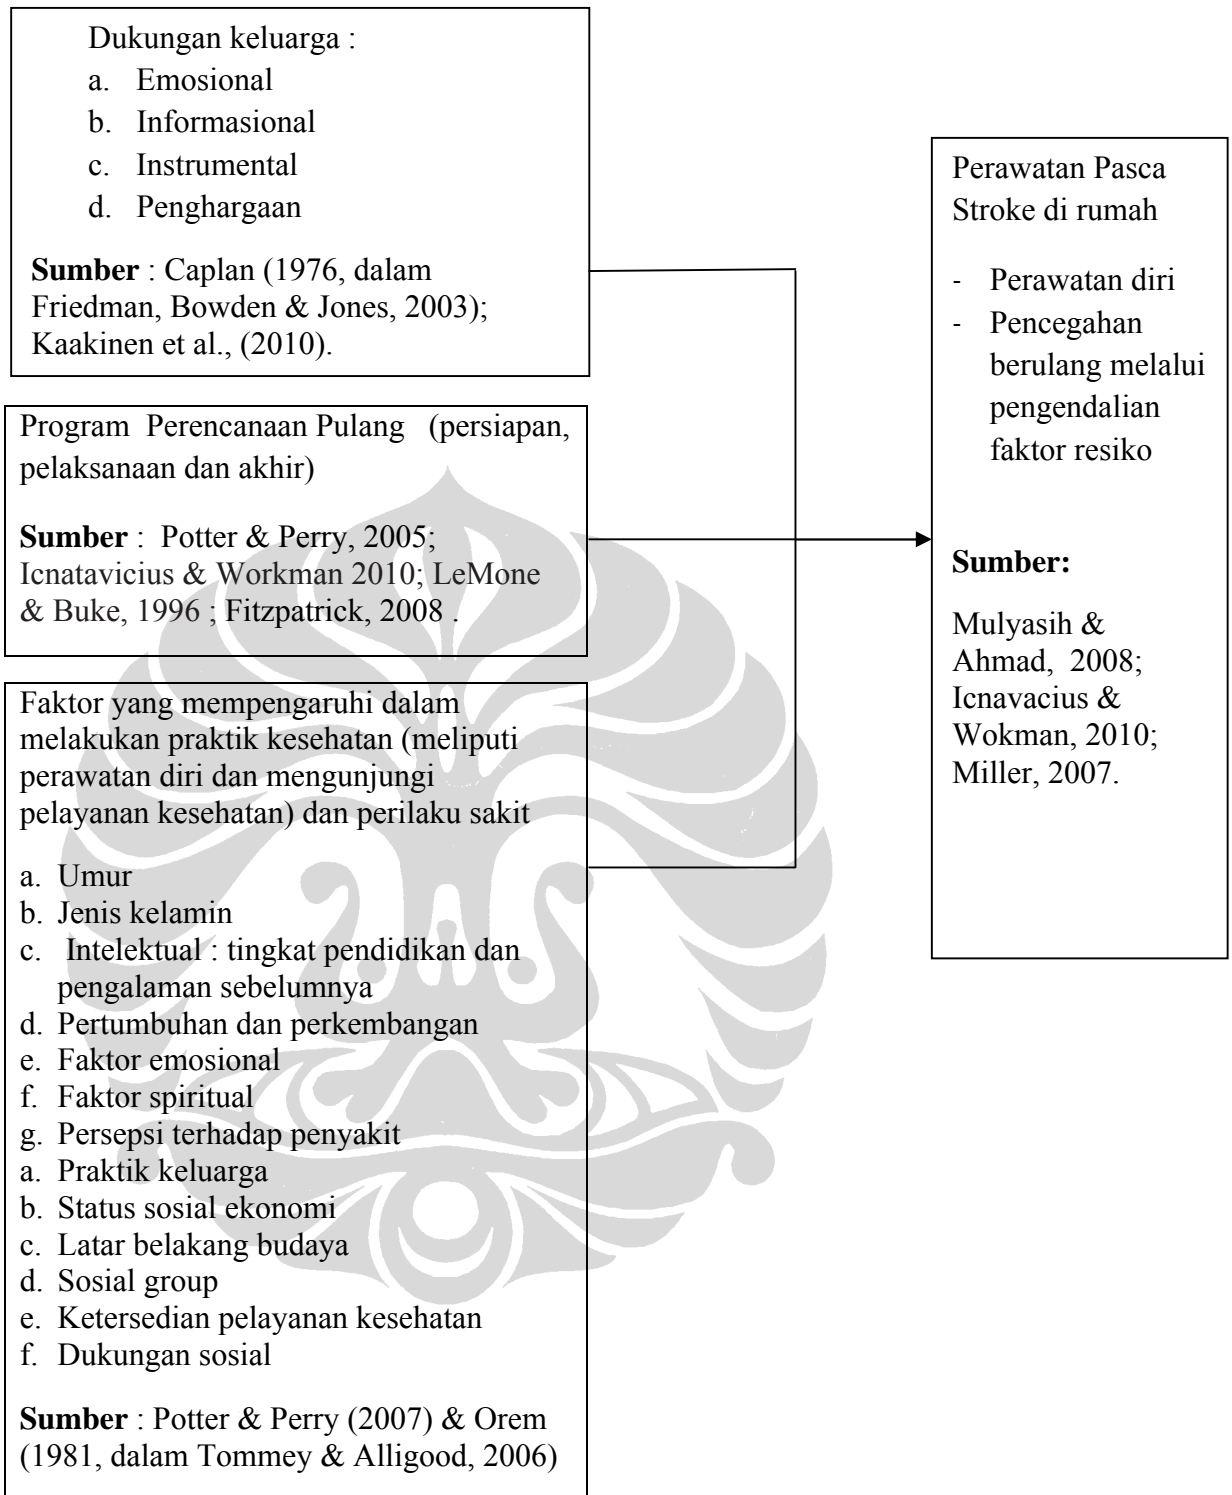 Dukungan keluarga :
a. Emosional
b. Informasional
c. Instrumental
d. Penghargaan
Sumber : Caplan (1976, dalam
Friedman, Bowden & Jones, 2003);
Kaakinen et al., (2010).
Program Perencanaan Pulang (persiapan,
pelaksanaan dan akhir)
Sumber : Potter & Perry, 2005;
Icnatavicius & Workman 2010; LeMone
& Buke, 1996 ; Fitzpatrick, 2008 .
Faktor yang mempengaruhi dalam
melakukan praktik kesehatan (meliputi
perawatan diri dan mengunjungi
pelayanan kesehatan) dan perilaku sakit
a. Umur
b. Jenis kelamin
c. Intelektual : tingkat pendidikan dan
pengalaman sebelumnya
d. Pertumbuhan dan perkembangan
e. Faktor emosional
f. Faktor spiritual
g. Persepsi terhadap penyakit
a. Praktik keluarga
b. Status sosial ekonomi
c. Latar belakang budaya
d. Sosial group
e. Ketersedian pelayanan kesehatan
f. Dukungan sosial
Sumber : Potter & Perry (2007) & Orem
(1981, dalam Tommey & Alligood, 2006)
Perawatan Pasca
Stroke di rumah
- Perawatan diri
- Pencegahan
berulang melalui
pengendalian
faktor resiko
Sumber:
Mulyasih &
Ahmad, 2008;
Icnavacius &
Wokman, 2010;
Miller, 2007.